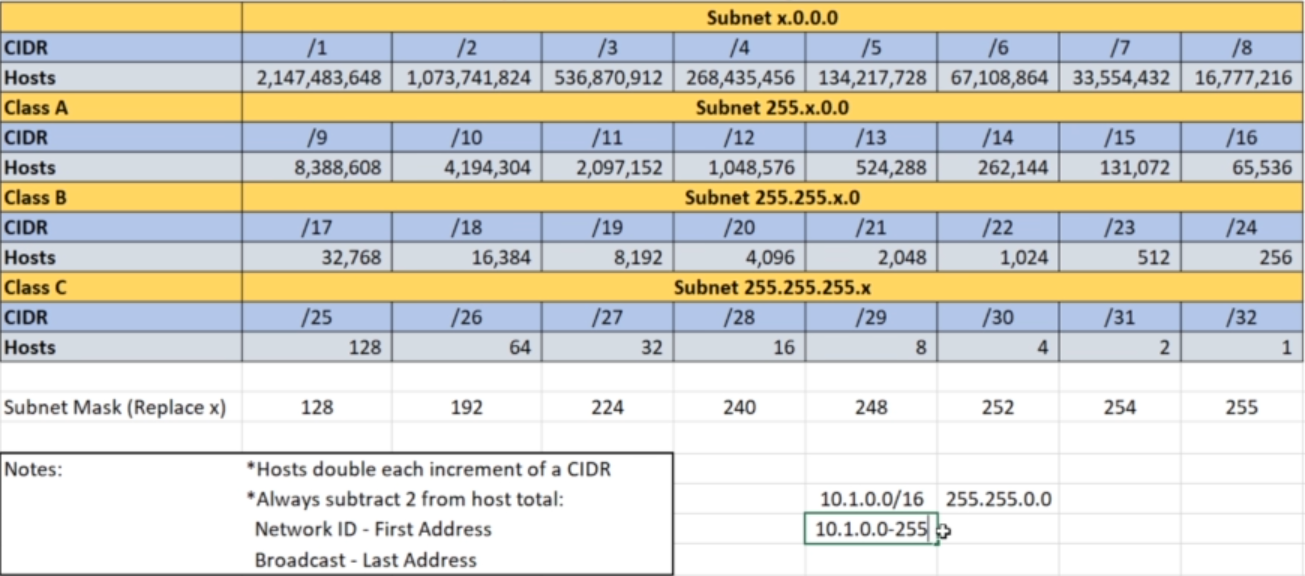 Subnet x.0.0.0
CIDR /1 /2 /3 /4 /5 /6 /7 /8
Hosts 2,147,483,648 1,073,741,824 536,870,912 268,435,456 134,217,728 67,108,864 33,554,432 16,777,216
Class A Subnet 255.x.0.0
CIDR /9 /10 /11 /12 /13 /14 /15 /16
Hosts 8,388,608 4,194,304 2,097,152 1,048,576 524,288 262,144 131,072 65,536
Class B Subnet 255.255.x.0
CIDR /17 /18 /19 /20 /21 /22 /23 /24
Hosts 32,768 16,384 8,192 4,096 2,048 1,024 512 256
Class C Subnet 255.255.255.x
CIDR /25 /26 /27 /28 /29 /30 /31 /32
Hosts 128 64 32 16 8 4 2 1
Subnet Mask (Replace x) 128 192 224 240 248 252 254 255
Notes: *Hosts double each increment of a CIDR
*Always subtract 2 from host total: 10.1.0.0/16 255.255.0.0
Network ID - First Address 10.1.0.0-255
Broadcast - Last Address